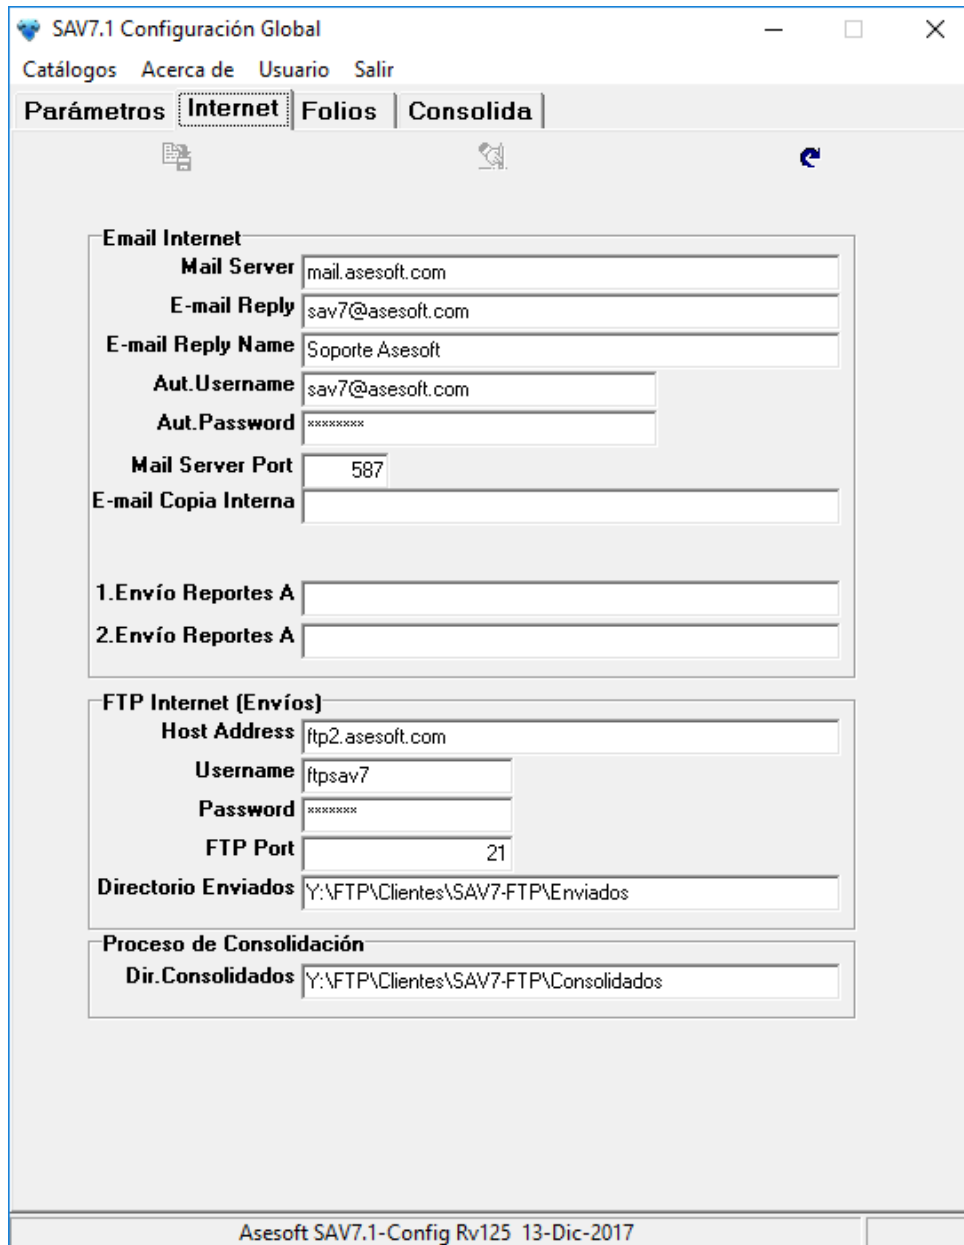 SAV7.1 Configuración Global
Catálogos Acerca de Usuario Salir
Parámetros Internet Folios Consolida
Email Internet
Mail Server mail.asesoft.com
E-mail Reply sav7@asesoft.com
E-mail Reply Name Soporte Asesoft
Aut.Username sav7@asesoft.com
Aut.Password ********
Mail Server Port 587
E-mail Copia Interna
1.Envío Reportes A
2.Envío Reportes A
FTP Internet (Envíos)
Host Address ftp2.asesoft.com
Username ftpsav7
Password *******
FTP Port 21
Directorio Enviados Y:\FTP\Clientes\SAV7-FTP\Enviados
Proceso de Consolidación
Dir.Consolidados Y:\FTP\Clientes\SAV7-FTP\Consolidados
Asesoft SAV7.1-Config Rv125 13-Dic-2017